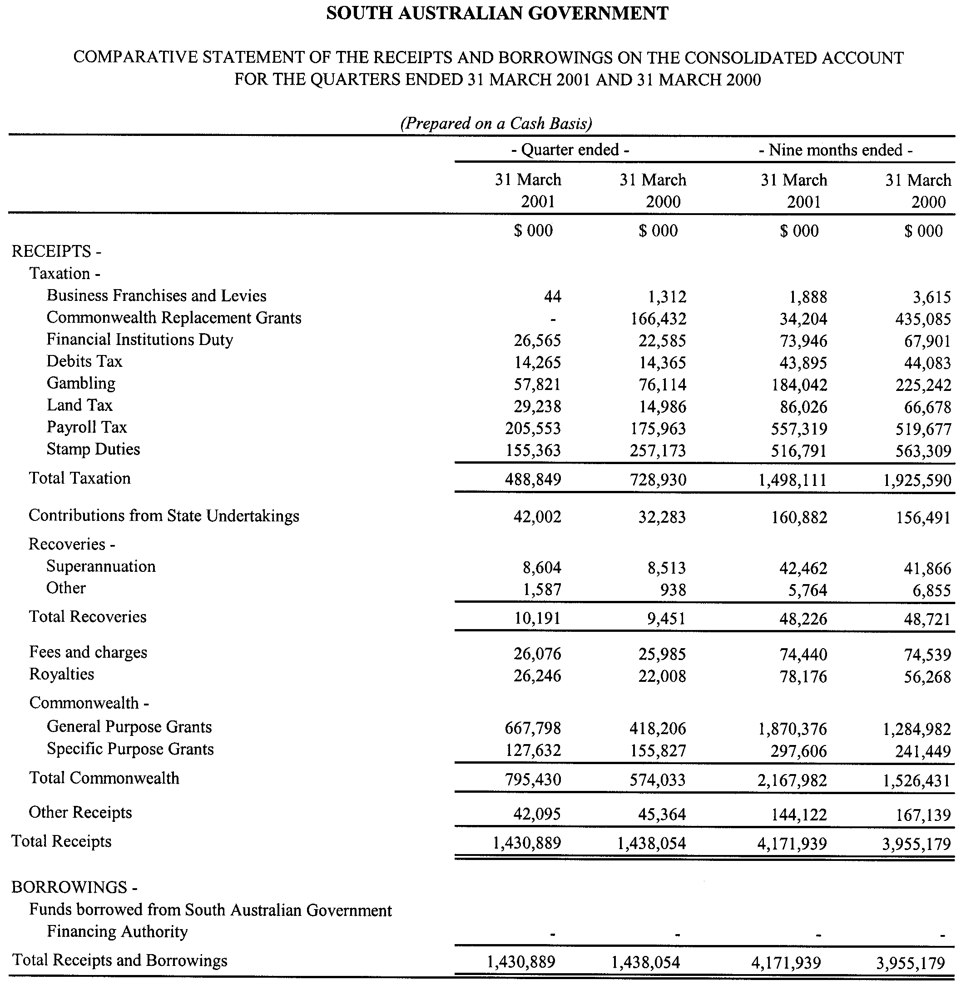 SOUTH AUSTRALIAN GOVERNMENT
COMPARATIVE STATEMENT OF THE RECEIPTS AND BORROWINGS ON THE CONSOLIDATED ACCOUNT
FOR THE QUARTERS ENDED 31 MARCH 2001 AND 31 MARCH 2000
(Prepared on a Cash Basis)
- Quarter ended - - Nine months ended -
31 March 31 March 31 March 31 March
2001 2000 2001 2000
$ 000 $ 000 $ 000 $ 000
RECEIPTS -
Taxation -
Business Franchises and Levies 44 1,312 1,888 3,615
Commonwealth Replacement Grants - 166,432 34,204 435,085
Financial Institutions Duty 26,565 22,585 73,946 67,901
Debits Tax 14,265 14,365 43,895 44,083
Gambling 57,821 76,114 184,042 225,242
Land Tax 29,238 14,986 86,026 66,678
Payroll Tax 205,553 175,963 557,319 519,677
Stamp Duties 155,363 257,173 516,791 563,309
Total Taxation 488,849 728,930 1,498,111 1,925,590
Contributions from State Undertakings 42,002 32,283 160,882 156,491
Recoveries -
Superannuation 8,604 8,513 42,462 41,866
Other 1,587 938 5,764 6,855
Total Recoveries 10,191 9,451 48,226 48,721
Fees and charges 26,076 25,985 74,440 74,539
Royalties 26,246 22,008 78,176 56,268
Commonwealth -
General Purpose Grants 667,798 418,206 1,870,376 1,284,982
Specific Purpose Grants 127,632 155,827 297,606 241,449
Total Commonwealth 795,430 574,033 2,167,982 1,526,431
Other Receipts 42,095 45,364 144,122 167,139
Total Receipts 1,430,889 1,438,054 4,171,939 3,955,179
BORROWINGS -
Funds borrowed from South Australian Government
Financing Authority - - - -
Total Receipts and Borrowings 1,430,889 1,438,054 4,171,939 3,955,179